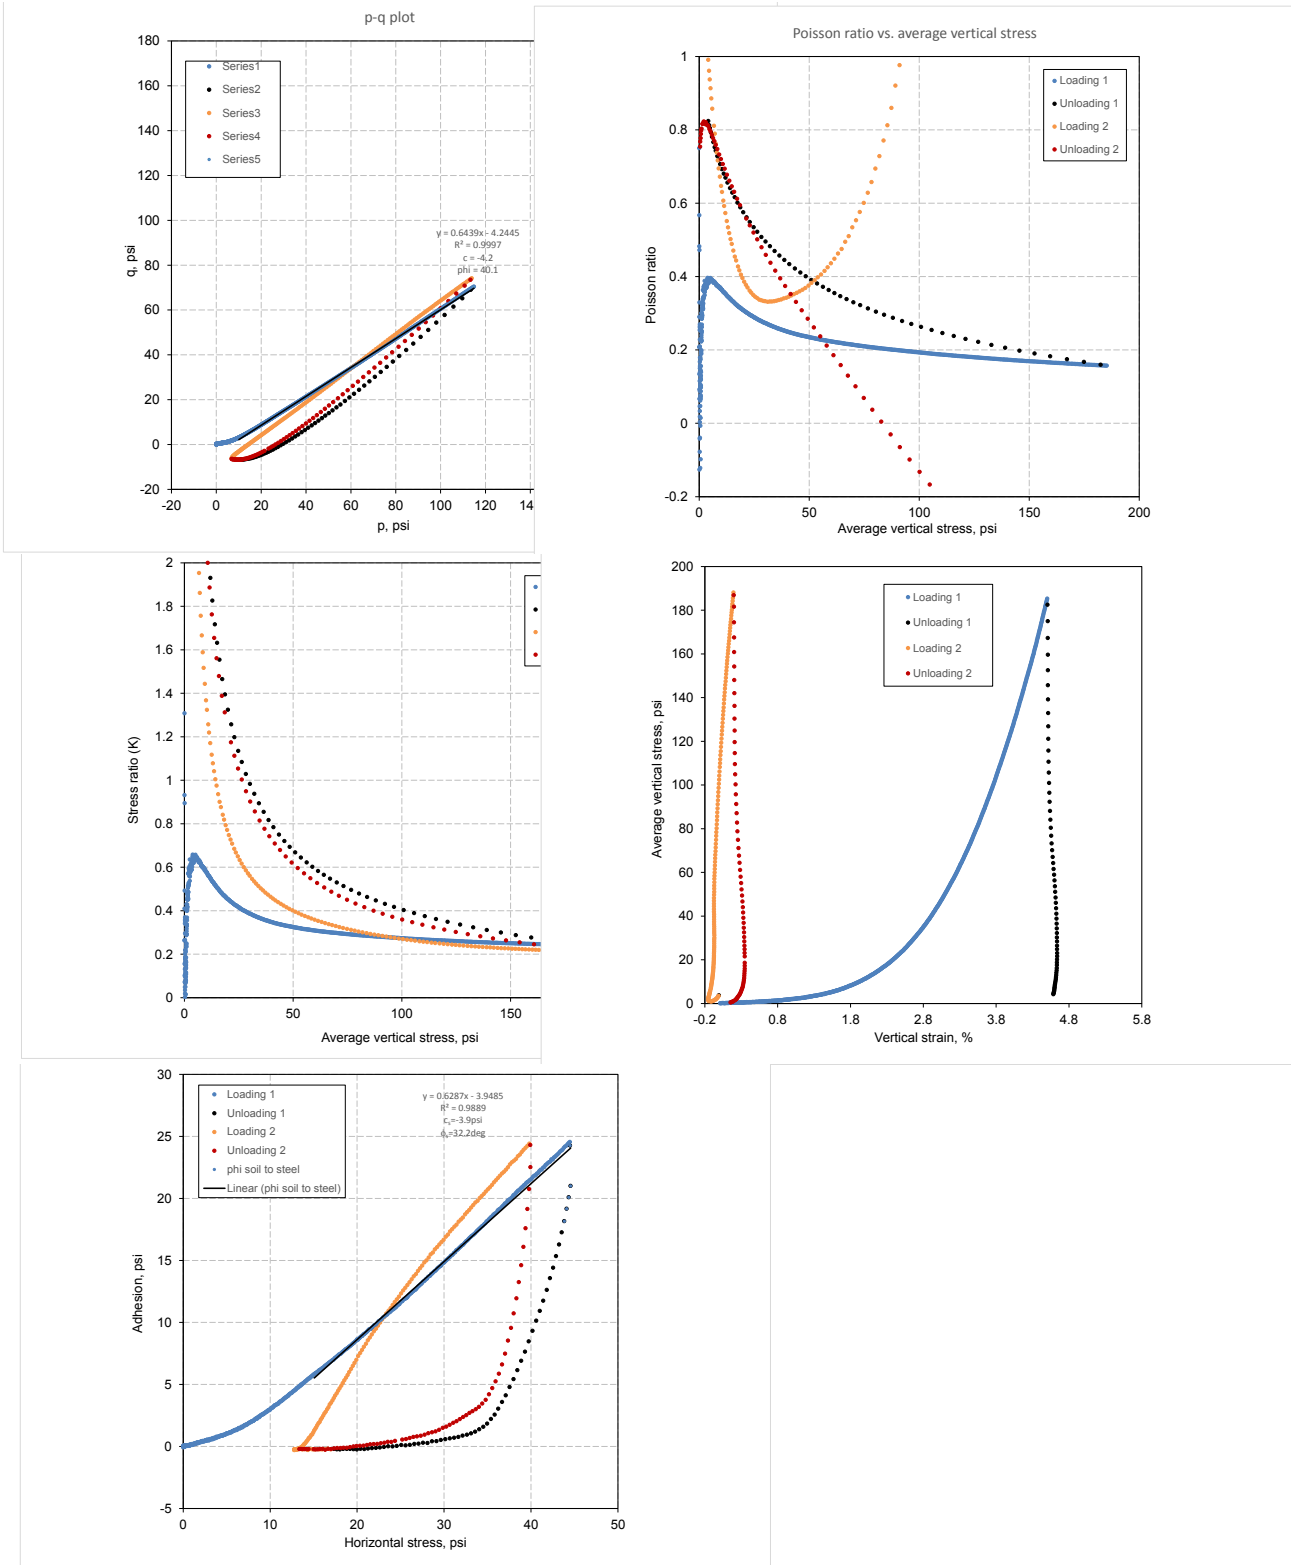 p-q plot
180
160
140
120
100
80
60
40
20
0
-20
-20
0
20
40
60
80
100
120
14
q, psi
p, psi
Series1
Series2
Series3
Series4
Series5
y = 0.6439x - 4.2445
R² = 0.9997
c = -4.2
phi = 40.1
Poisson ratio vs. average vertical stress
1
0.8
0.6
0.4
0.2
0
-0.2
0
50
100
150
200
Poisson ratio
Average vertical stress, psi
Loading 1
Unloading 1
Loading 2
Unloading 2
2
1.8
1.6
1.4
1.2
1
0.8
0.6
0.4
0.2
0
0
50
100
150
Stress ratio (K)
Average vertical stress, psi
200
180
160
140
120
100
80
60
40
20
0
-0.2
0.8
1.8
2.8
3.8
4.8
5.8
Average vertical stress, psi
Vertical strain, %
Loading 1
Unloading 1
Loading 2
Unloading 2
30
25
20
15
10
5
0
-5
0
10
20
30
40
50
Adhesion, psi
Horizontal stress, psi
Loading 1
Unloading 1
Loading 2
Unloading 2
phi soil to steel
Linear (phi soil to steel)
y = 0.6287x - 3.9485
R² = 0.9889
cₛ=-3.9psi
ϕₛ=32.2deg